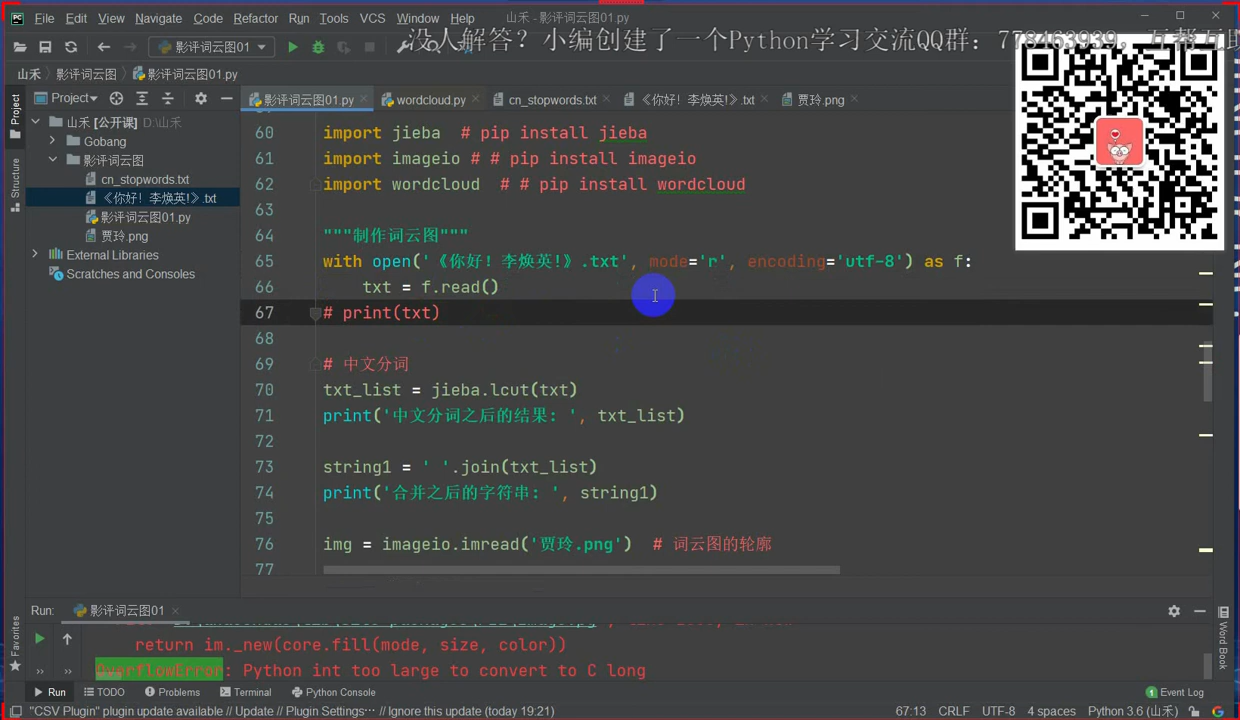 File Edit View Navigate Code Refactor Run Tools VCS Window Help 山禾 - 影评词云图01.py
影评词云图01
没人解答？小编创建了一个Python学习交流QQ群：778463939，互帮互助
山禾 影评词云图 影评词云图01.py
Project
影评词云图01.py wordcloud.py cn_stopwords.txt 《你好！李焕英!》.txt 贾玲.png
山禾 [公开课] D:\山禾
Gobang
影评词云图
cn_stopwords.txt
《你好！李焕英!》.txt
影评词云图01.py
贾玲.png
External Libraries
Scratches and Consoles
Project
Structure
Favorites
60 import jieba # pip install jieba
61 import imageio # # pip install imageio
62 import wordcloud # # pip install wordcloud
63
64 """制作词云图"""
65 with open('《你好！李焕英!》.txt', mode='r', encoding='utf-8') as f:
66 txt = f.read()
67 # print(txt)
68
69 # 中文分词
70 txt_list = jieba.lcut(txt)
71 print('中文分词之后的结果: ', txt_list)
72
73 string1 = ' '.join(txt_list)
74 print('合并之后的字符串: ', string1)
75
76 img = imageio.imread('贾玲.png') # 词云图的轮廓
77
Run: 影评词云图01
return im._new(core.fill(mode, size, color))
OverflowError: Python int too large to convert to C long
Word Book
Run TODO Problems Terminal Python Console Event Log
"CSV Plugin" plugin update available // Update // Plugin Settings… // Ignore this update (today 19:21) 67:13 CRLF UTF-8 4 spaces Python 3.6 (山禾)